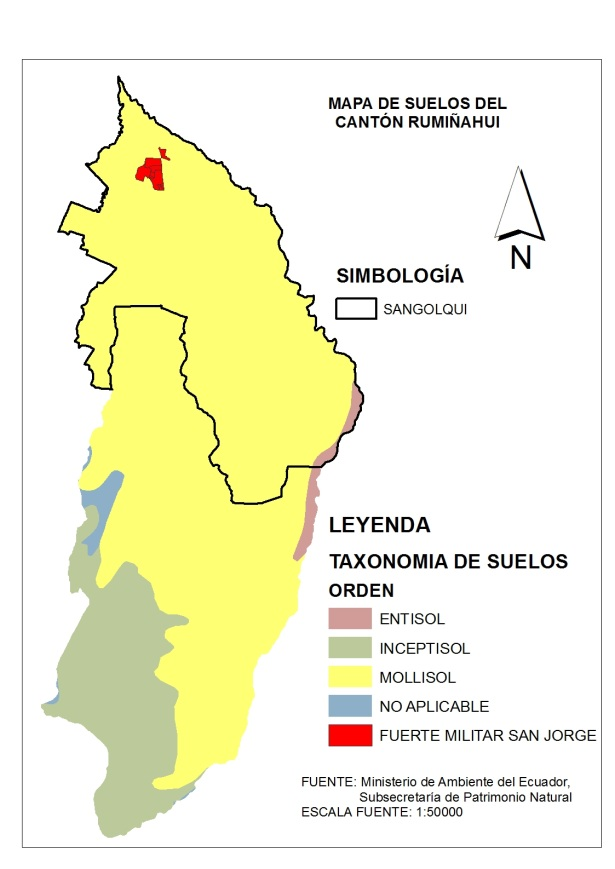 MAPA DE SUELOS DEL
CANTÓN RUMIÑAHUI
N
SIMBOLOGÍA
SANGOLQUI
LEYENDA
TAXONOMIA DE SUELOS
ORDEN
ENTISOL
INCEPTISOL
MOLLISOL
NO APLICABLE
FUERTE MILITAR SAN JORGE
FUENTE: Ministerio de Ambiente del Ecuador,
Subsecretaría de Patrimonio Natural
ESCALA FUENTE: 1:50000